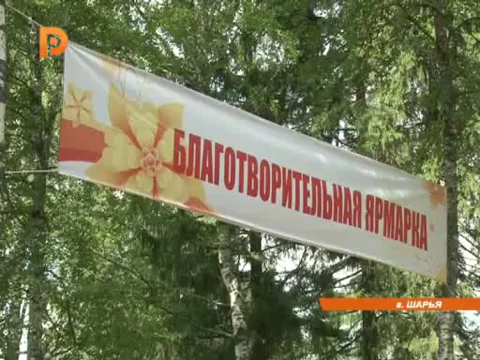 Р
БЛАГОТВОРИТЕЛЬНАЯ ЯРМАРКА
г. ШАРЬЯ